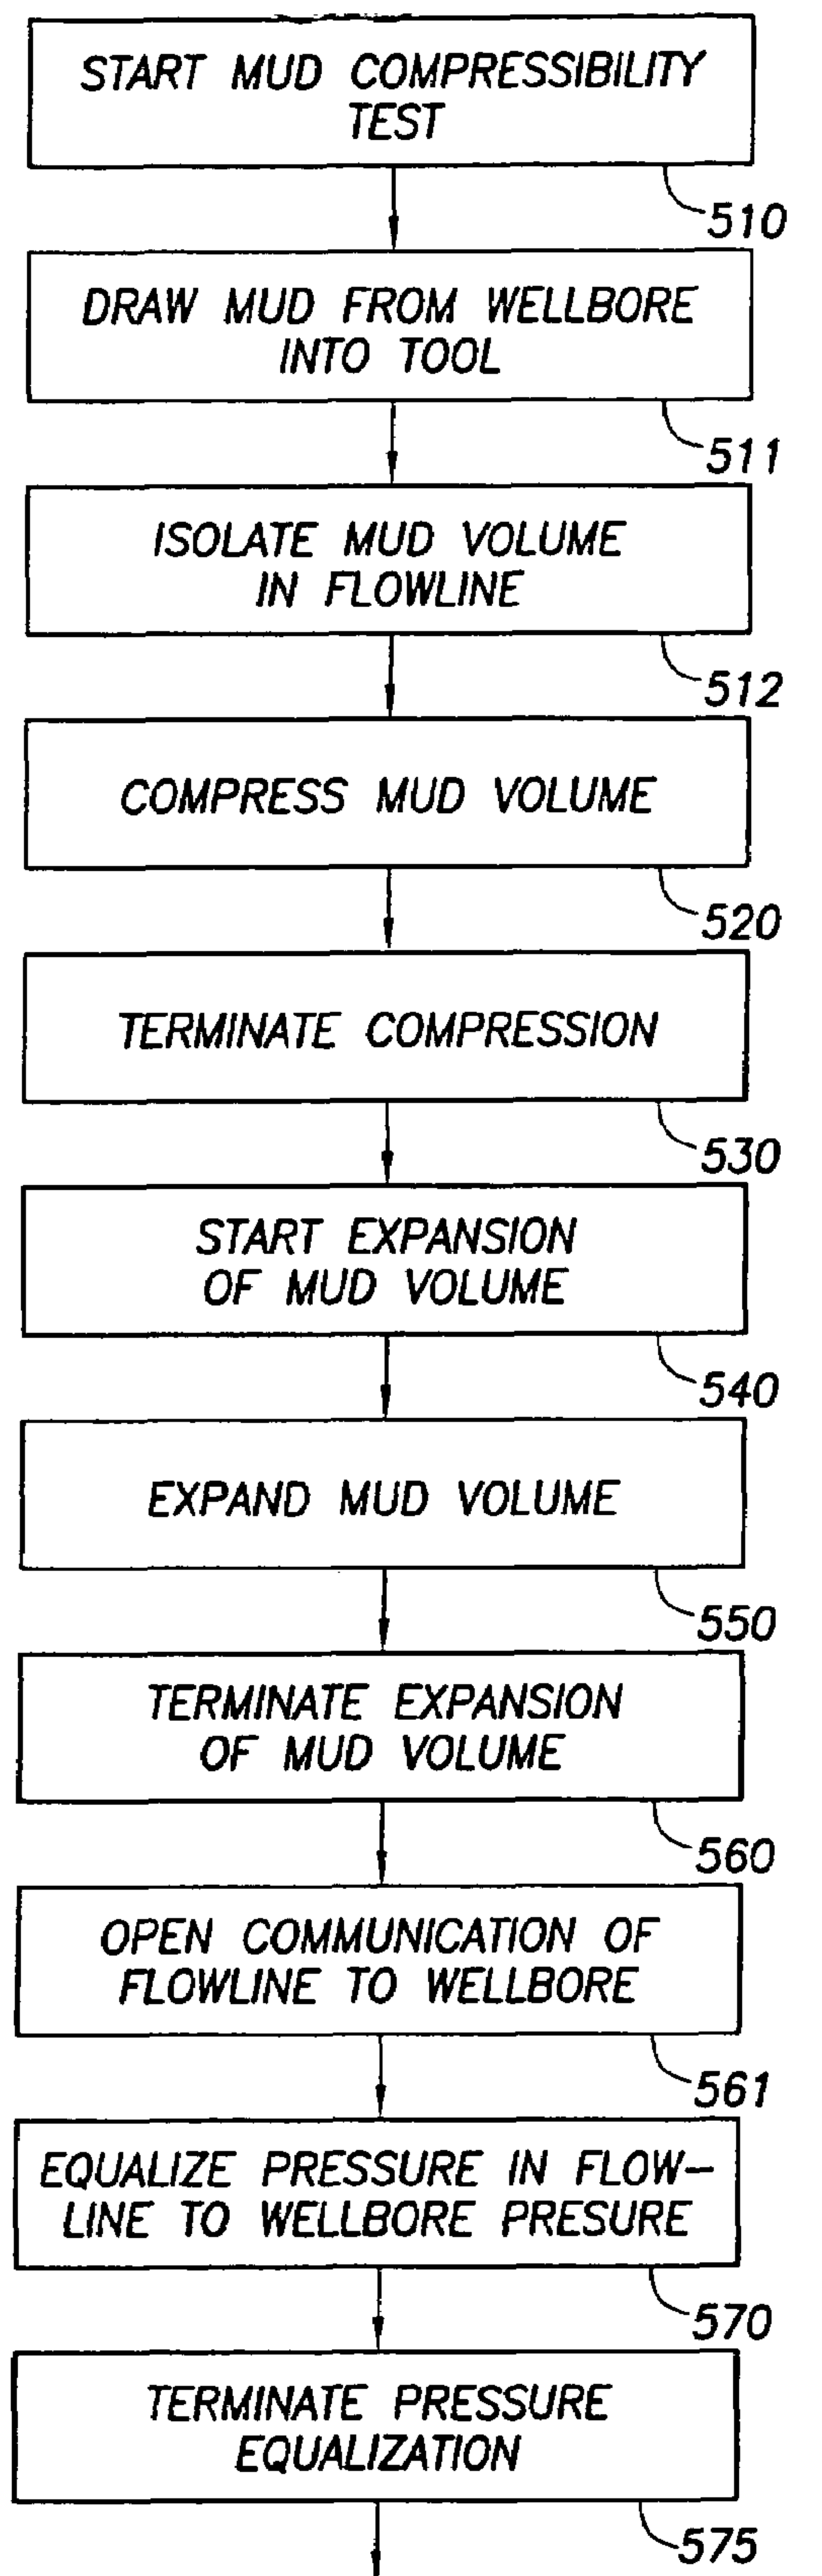 START MUD COMPRESSIBILITY
TEST
510
DRAW MUD FROM WELLBORE
INTO TOOL
511
ISOLATE MUD VOLUME
IN FLOWLINE
512
COMPRESS MUD VOLUME
520
TERMINATE COMPRESSION
530
START EXPANSION
OF MUD VOLUME
540
EXPAND MUD VOLUME
550
TERMINATE EXPANSION
OF MUD VOLUME
560
OPEN COMMUNICATION OF
FLOWLINE TO WELLBORE
561
EQUALIZE PRESSURE IN FLOW-
LINE TO WELLBORE PRESURE
570
TERMINATE PRESSURE
EQUALIZATION
575